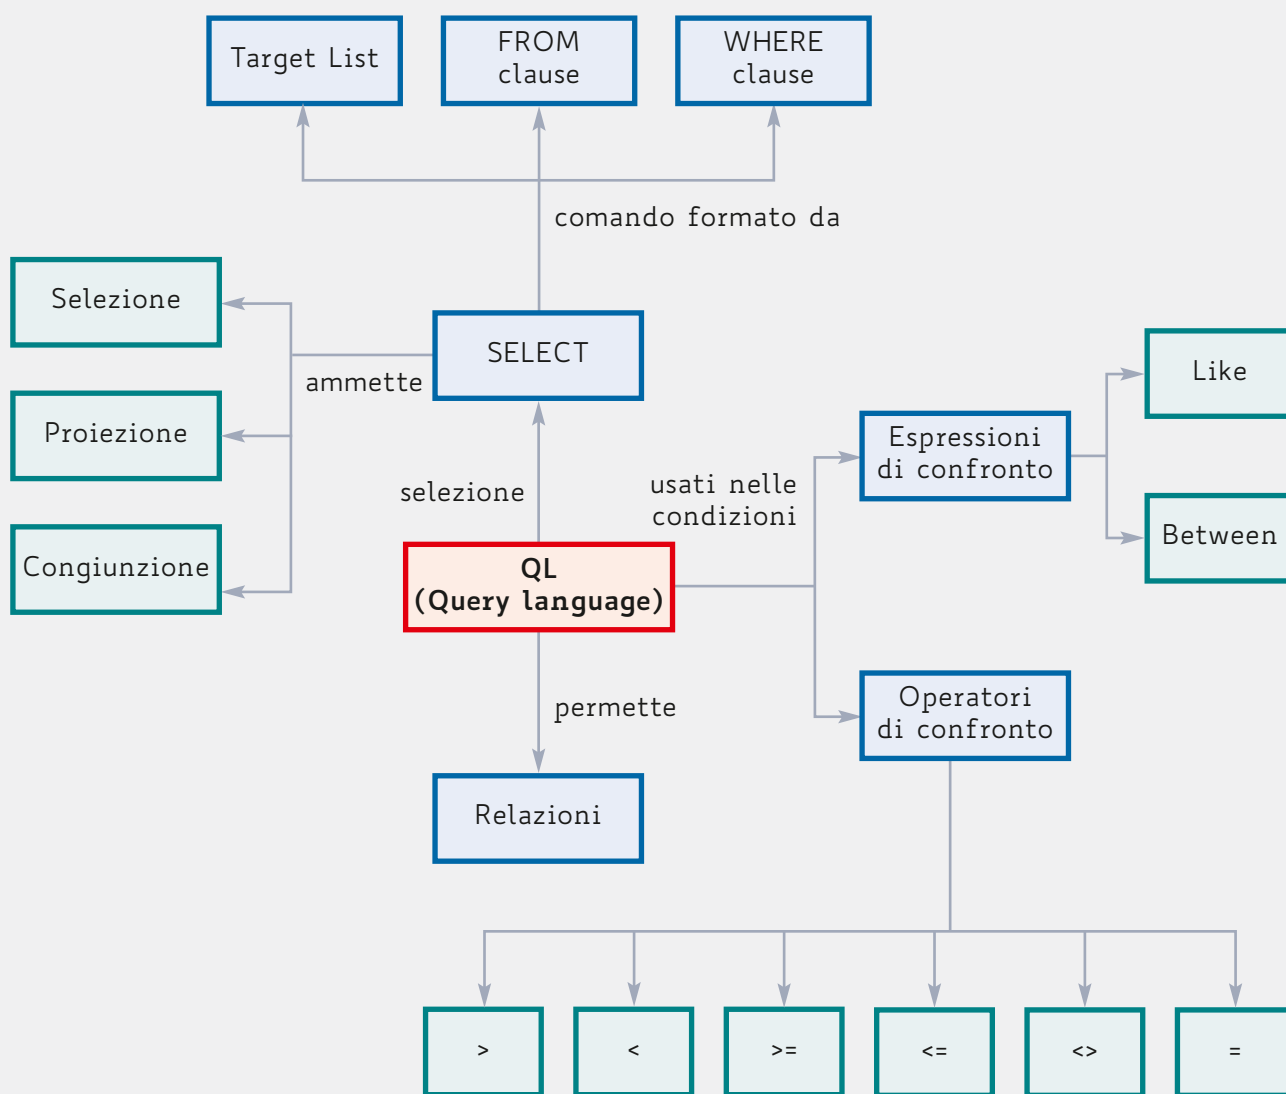 Target List
FROM
clause
WHERE
clause
comando formato da
Selezione
SELECT
ammette
Proiezione
Congiunzione
selezione
usati nelle
condizioni
Espressioni
di confronto
Like
Between
QL
(Query language)
permette
Operatori
di confronto
Relazioni
>
<
>=
<=
<>
=